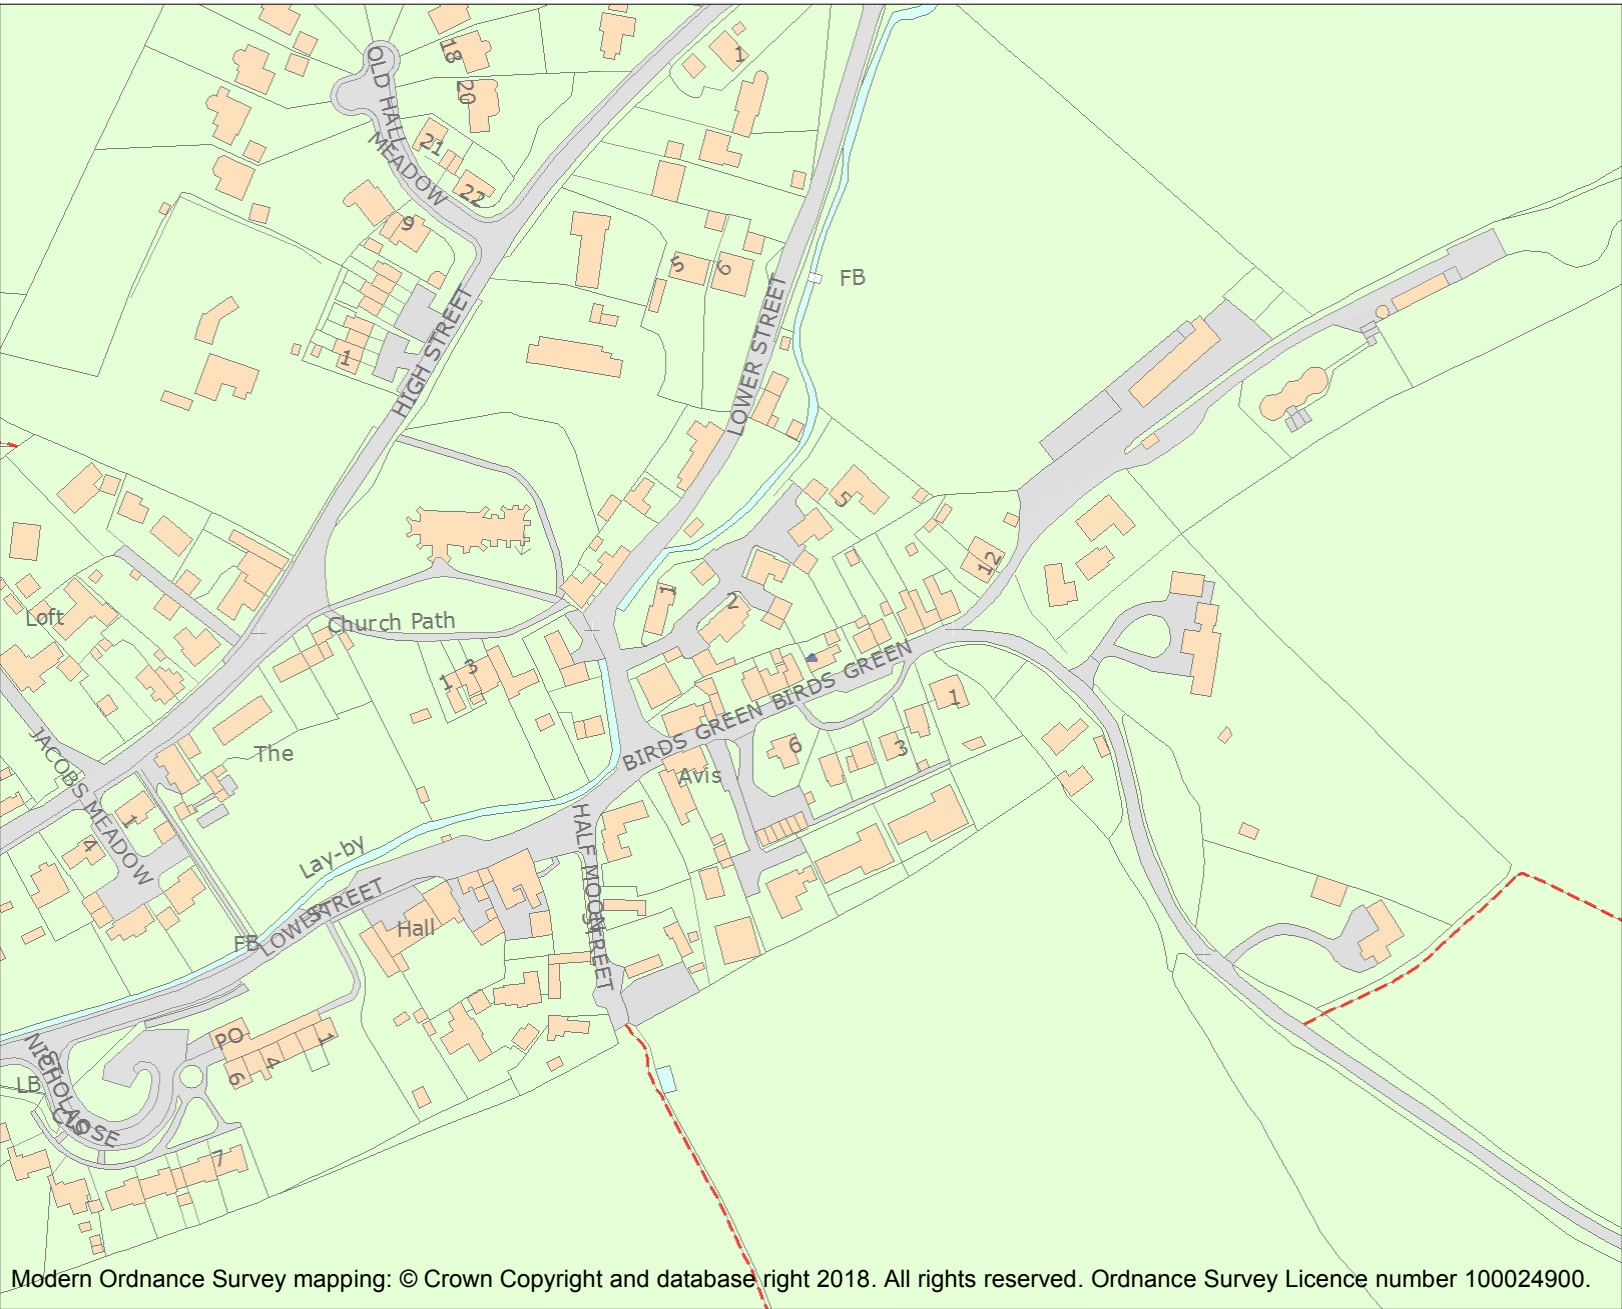 18
1
OLD HALL
MEADOW
20
21
22
9
5
6
FB
HIGH STREET
LOWER STREET
1
5
12
Loft
Church Path
1
2
1
3
BIRDS GREEN
BIRDS GREEN
1
6
3
The
Avis
JACOBS MEADOW
1
4
Lay-by
HALF MOON
STREET
LOWER
STREET
Hall
FB
PO
1
4
6
NICHOLAS
CLOSE
LB
7
Modern Ordnance Survey mapping: © Crown Copyright and database right 2018. All rights reserved. Ordnance Survey Licence number 100024900.